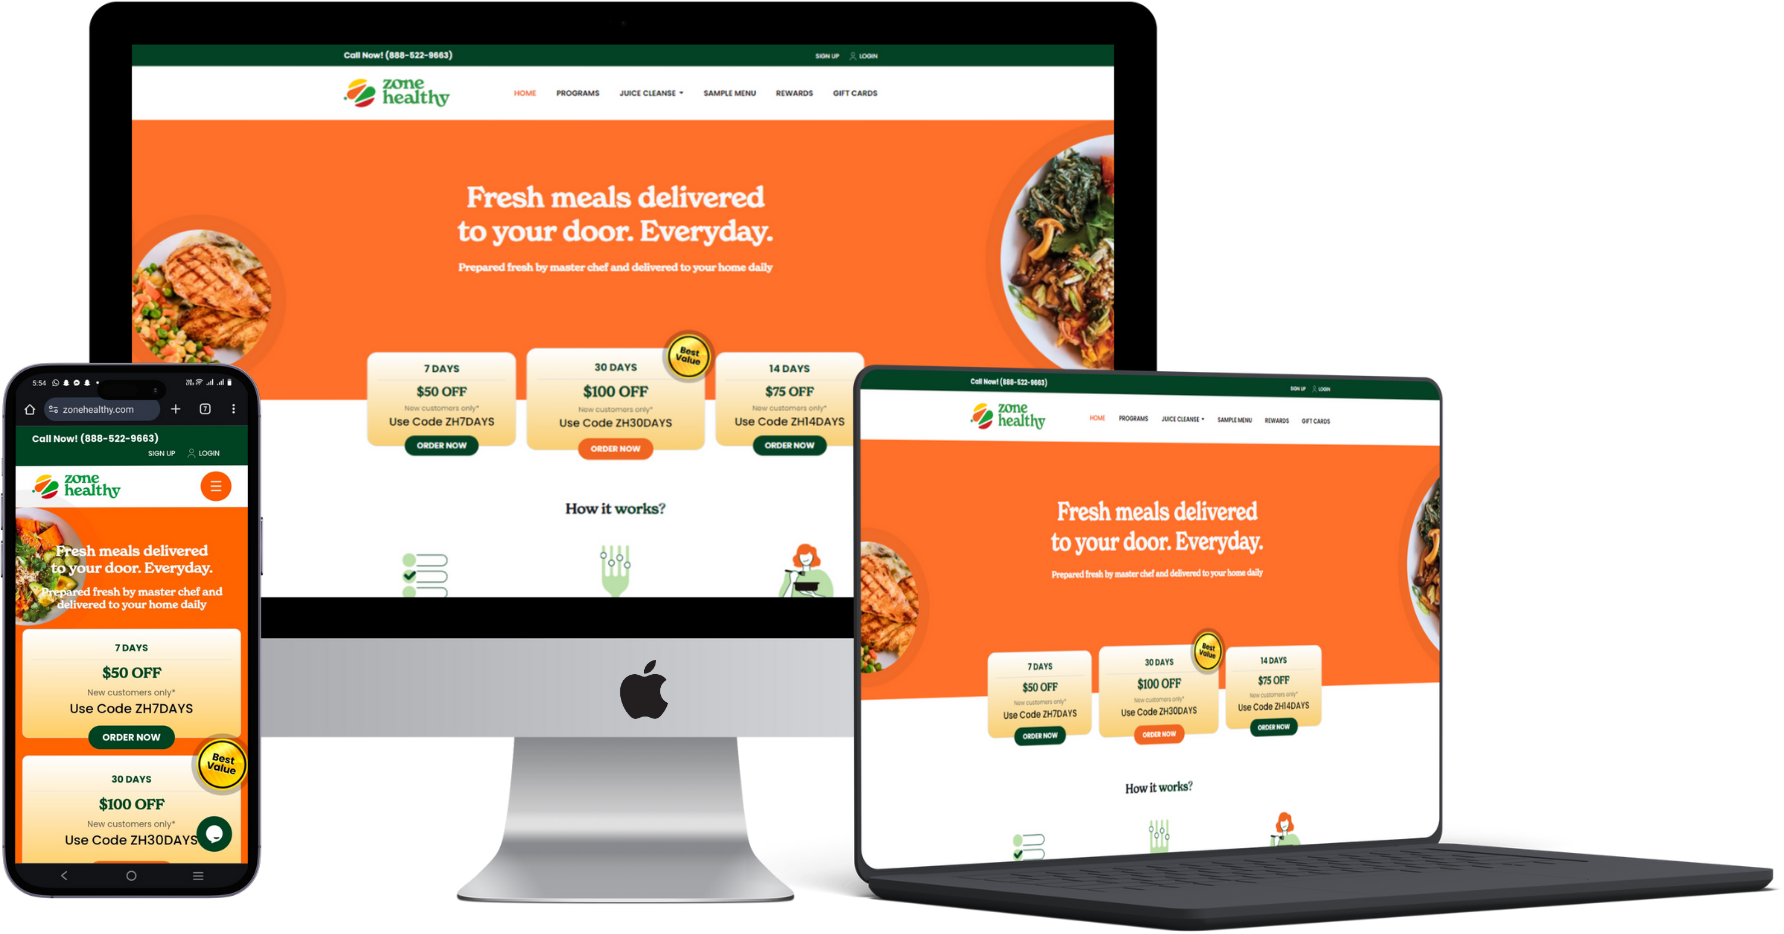 Call Now! (888-522-9663)
SIGN UP LOGIN
zone
healthy
HOME PROGRAMS JUICE CLEANSE SAMPLE MENU REWARDS GIFT CARDS
Fresh meals delivered
to your door. Everyday.
Prepared fresh by master chef and delivered to your home daily
7 DAYS
$50 OFF
New customers only*
Use Code ZH7DAYS
ORDER NOW
Best
Value
30 DAYS
$100 OFF
New customers only*
Use Code ZH30DAYS
ORDER NOW
14 DAYS
$75 OFF
New customers only*
Use Code ZH14DAYS
ORDER NOW
How it works?
5:54
zonehealthy.com
7
Call Now! (888-522-9663)
SIGN UP LOGIN
zone
healthy
Fresh meals delivered
to your door. Everyday.
Prepared fresh by master chef and
delivered to your home daily
7 DAYS
$50 OFF
New customers only*
Use Code ZH7DAYS
ORDER NOW
Best
Value
30 DAYS
$100 OFF
New customers only*
Use Code ZH30DAYS
Call Now! (888-522-9663)
SIGN UP LOGIN
zone
healthy
HOME PROGRAMS JUICE CLEANSE SAMPLE MENU REWARDS GIFT CARDS
Fresh meals delivered
to your door. Everyday.
Prepared fresh by master chef and delivered to your home daily
7 DAYS
$50 OFF
New customers only*
Use Code ZH7DAYS
ORDER NOW
Best
Value
30 DAYS
$100 OFF
New customers only*
Use Code ZH30DAYS
ORDER NOW
14 DAYS
$75 OFF
New customers only*
Use Code ZH14DAYS
ORDER NOW
How it works?